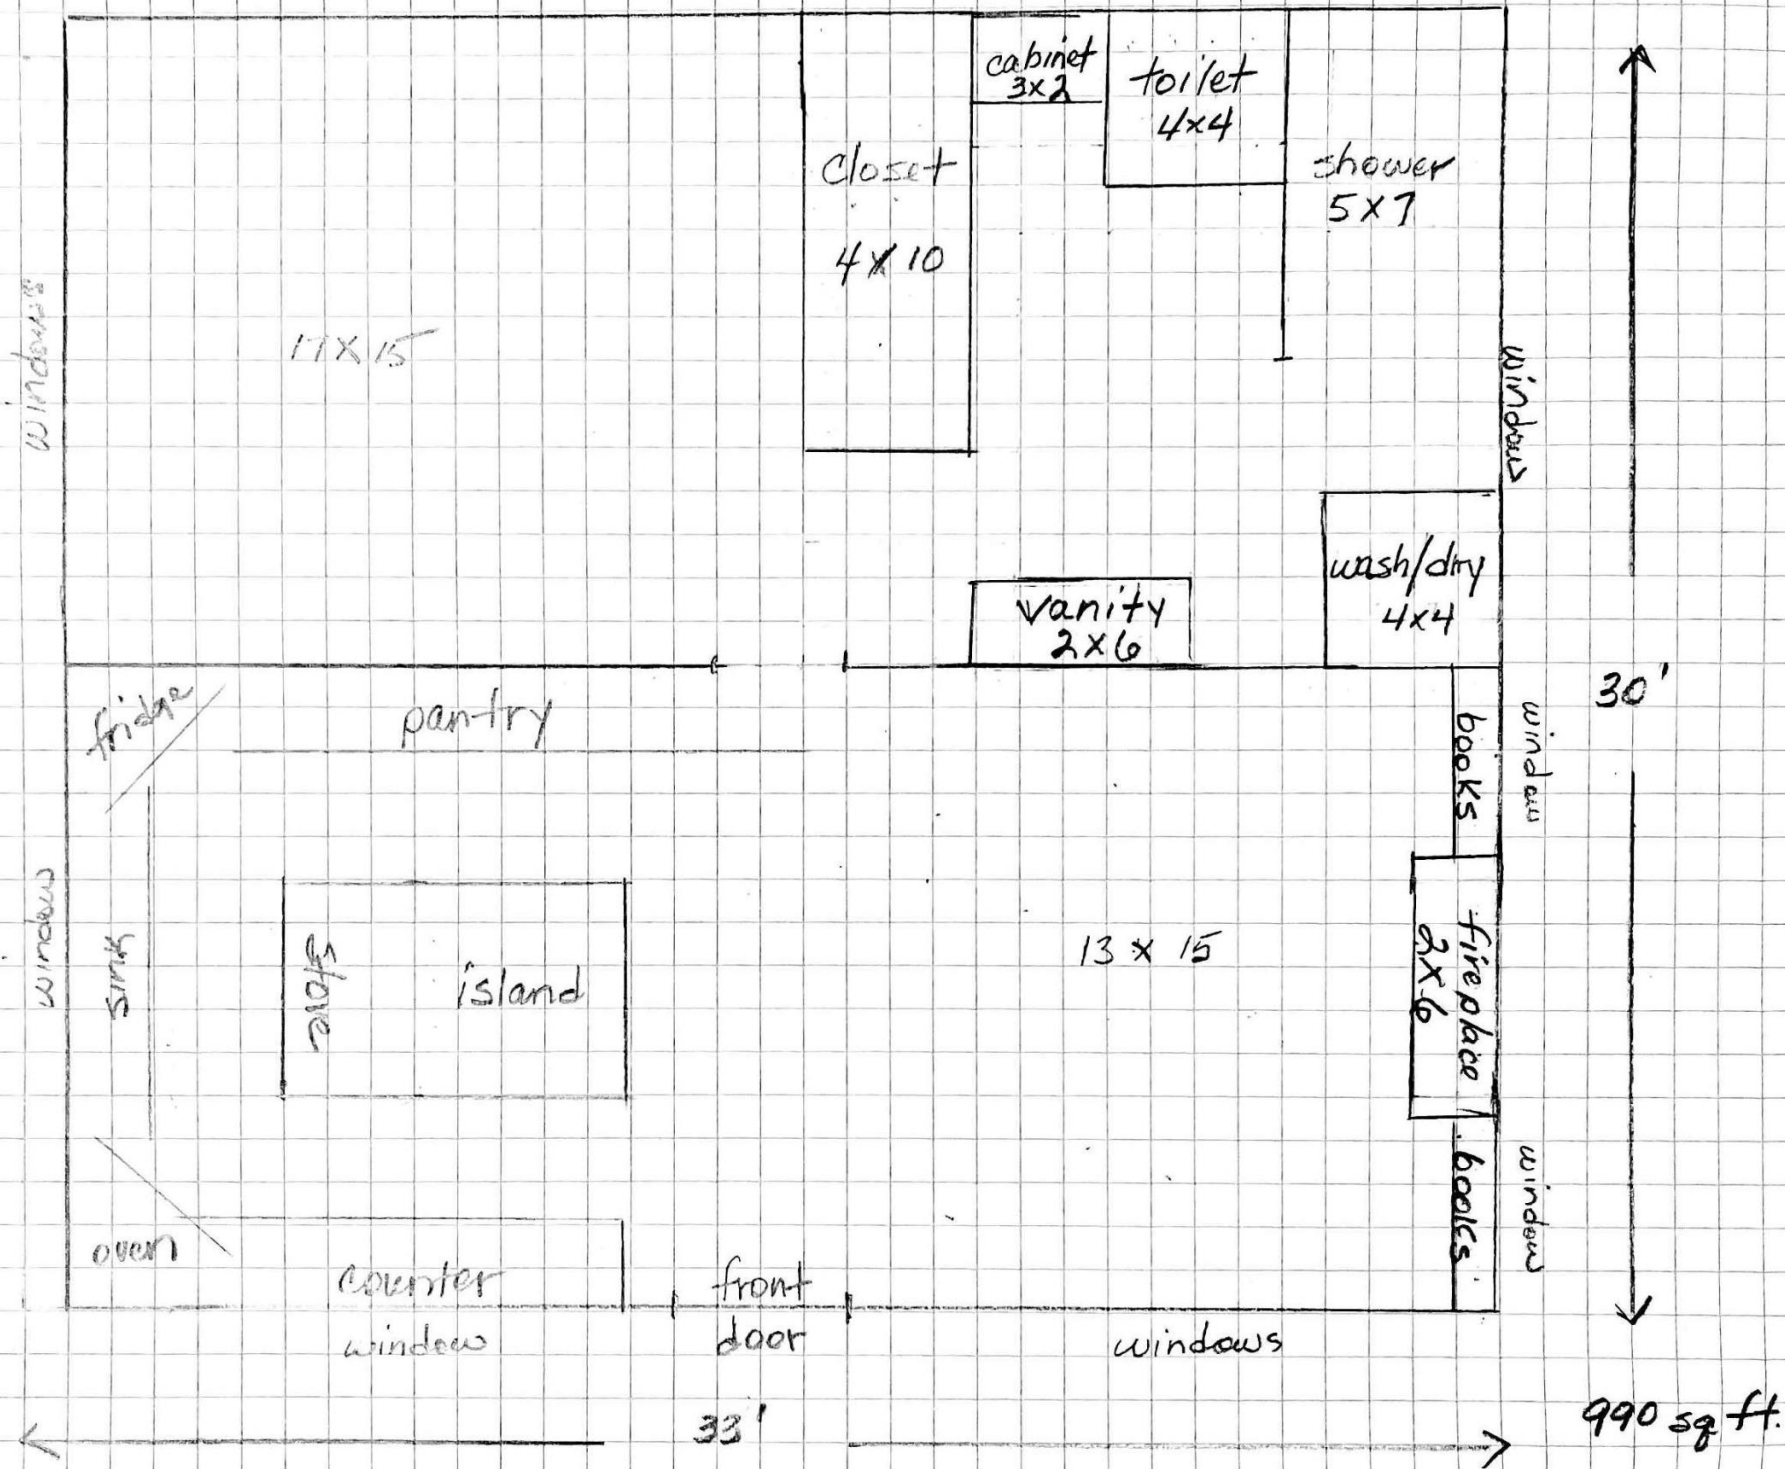 cabinet
3x2
toilet
4x4
closet
4x10
shower
5x7
windows
17x15
window
wash/dry
4x4
vanity
2x6
30'
fridge
pantry
books
window
window
sink
stove
island
13 x 15
fireplace
2x6
books
window
oven
counter
front
door
window
windows
33'
990 sq ft.